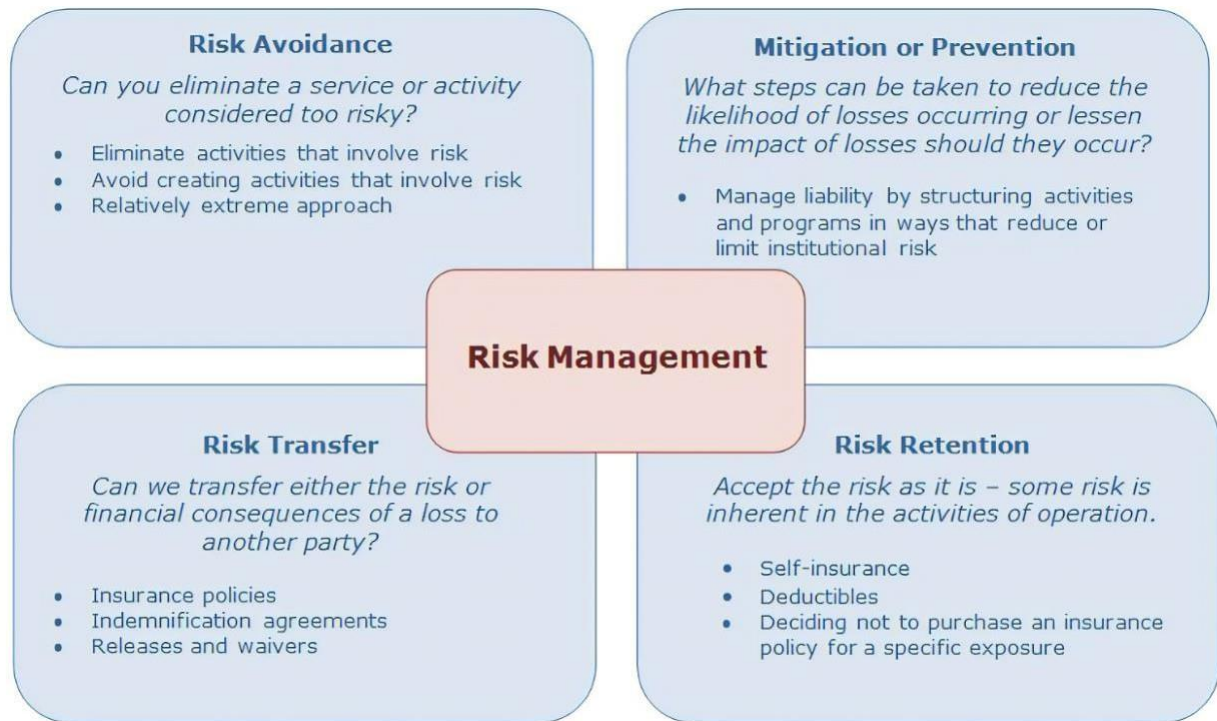 Risk Avoidance
Can you eliminate a service or activity
considered too risky?
• Eliminate activities that involve risk
• Avoid creating activities that involve risk
• Relatively extreme approach
Mitigation or Prevention
What steps can be taken to reduce the
likelihood of losses occurring or lessen
the impact of losses should they occur?
• Manage liability by structuring activities
and programs in ways that reduce or
limit institutional risk
Risk Management
Risk Transfer
Can we transfer either the risk or
financial consequences of a loss to
another party?
• Insurance policies
• Indemnification agreements
• Releases and waivers
Risk Retention
Accept the risk as it is – some risk is
inherent in the activities of operation.
• Self-insurance
• Deductibles
• Deciding not to purchase an insurance
policy for a specific exposure